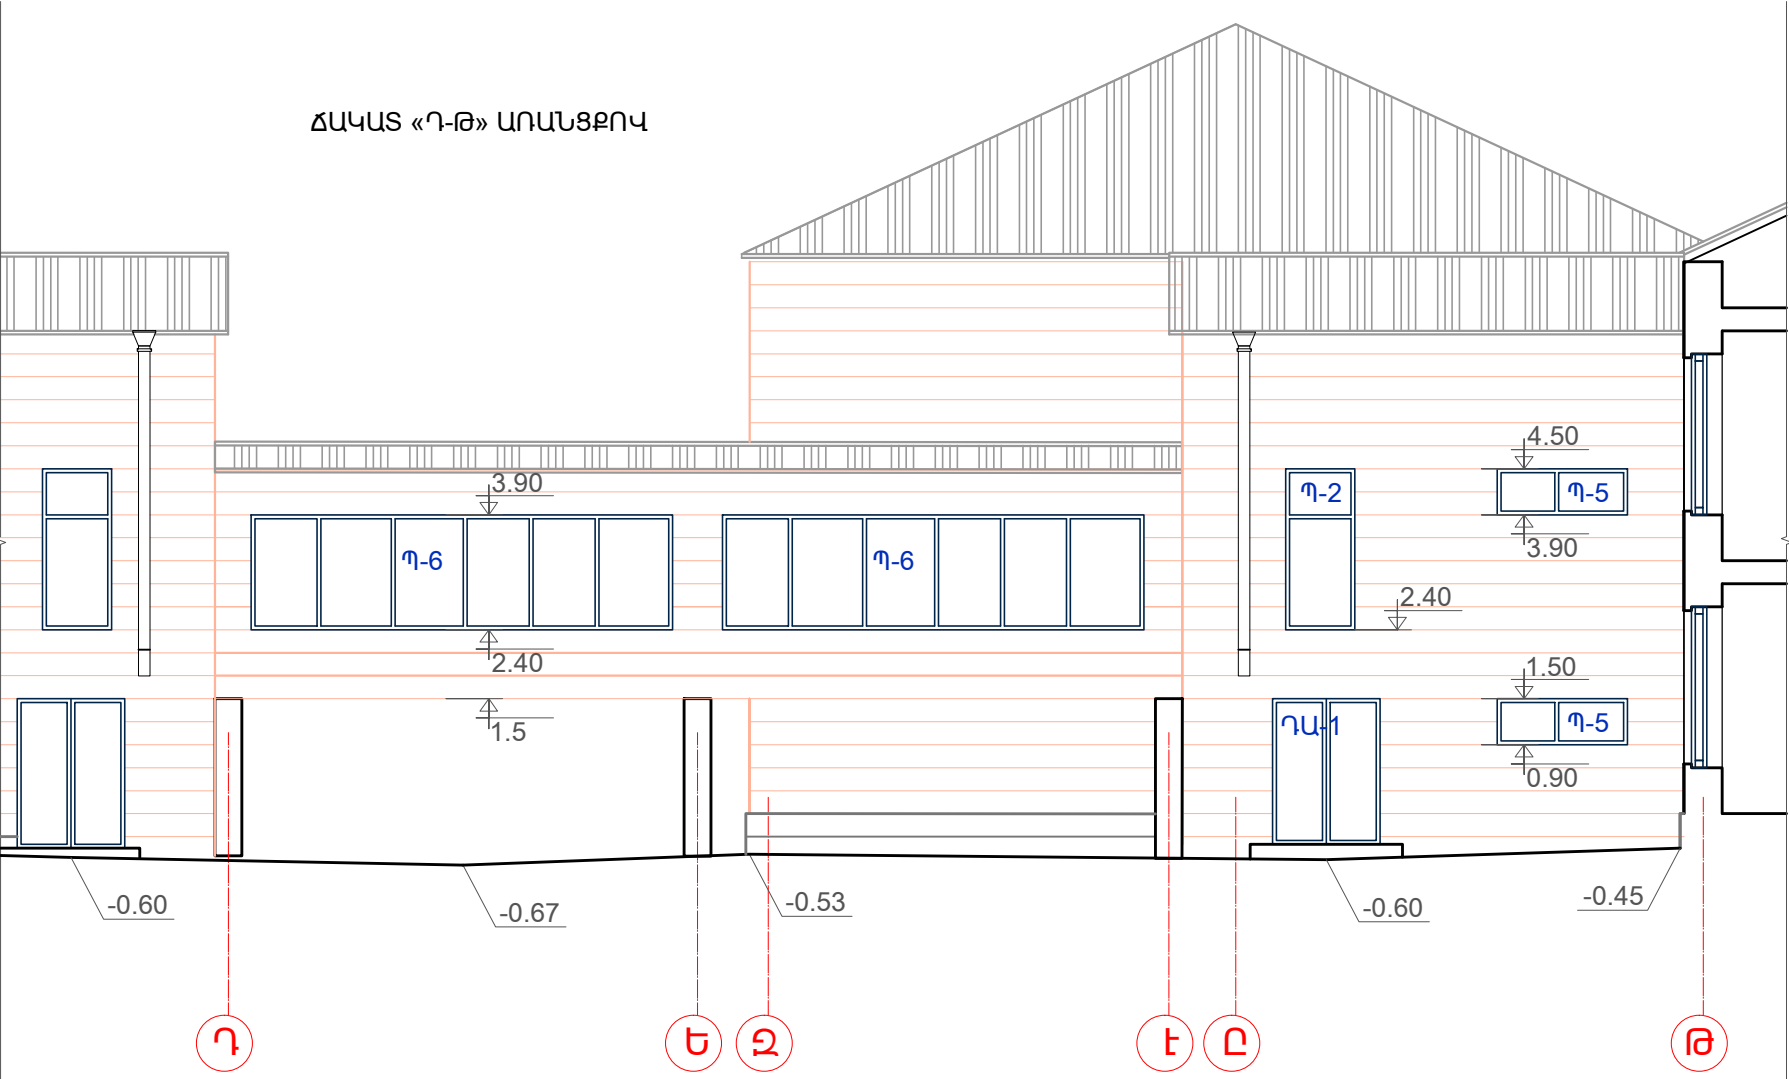 ՃԱԿԱՏ «Դ-Թ» ԱՌԱՆՑՔՈՎ
4.50
3.90
Պ-2
Պ-5
Պ-6
Պ-6
3.90
2.40
2.40
1.50
1.5
ԴԱ-1
Պ-5
0.90
-0.60
-0.67
-0.53
-0.60
-0.45
Դ
Ե
Զ
Է
Ը
Թ